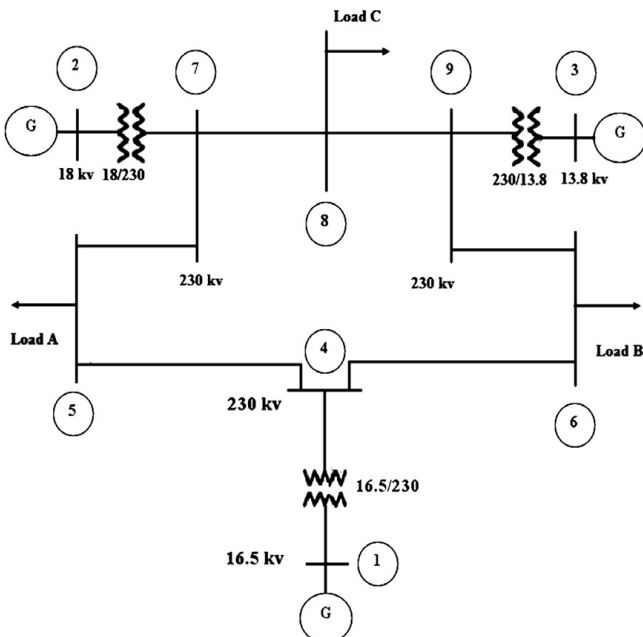 Load C
2
7
9
3
G
G
18 kv
18/230
230/13.8
13.8 kv
8
230 kv
230 kv
Load A
4
Load B
5
230 kv
6
16.5/230
16.5 kv
1
G